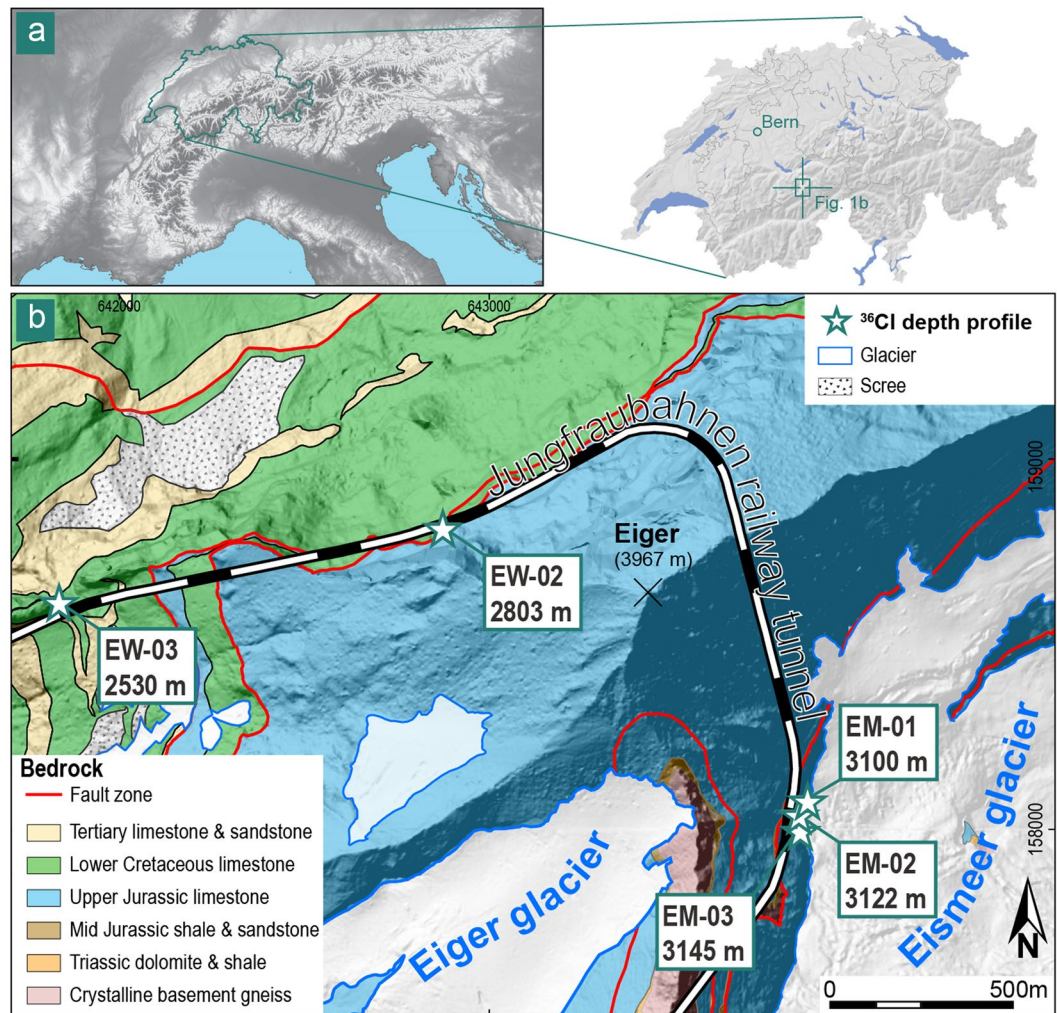 a
Bern
Fig. 1b
b
642000
643000
³⁶Cl depth profile
Glacier
Scree
Jungfraubahnen railway tunnel
159000
Eiger
(3967 m)
EW-02
2803 m
EW-03
2530 m
EM-01
3100 m
EM-02
3122 m
EM-03
3145 m
158000
Eiger glacier
Eismeer glacier
Bedrock
Fault zone
Tertiary limestone & sandstone
Lower Cretaceous limestone
Upper Jurassic limestone
Mid Jurassic shale & sandstone
Triassic dolomite & shale
Crystalline basement gneiss
N
0
500m